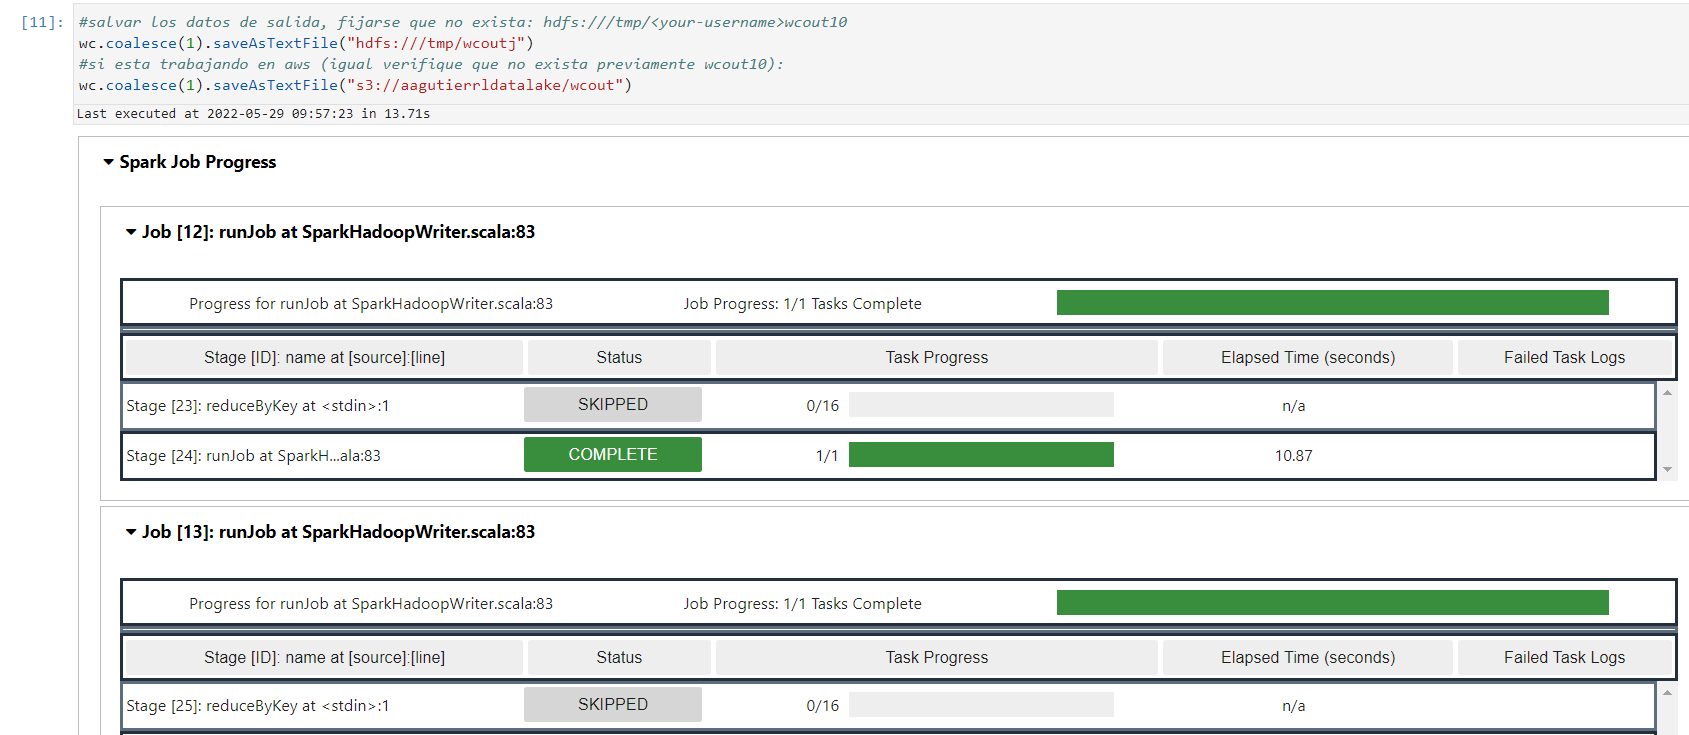 [11]: #salvar los datos de salida, fijarse que no exista: hdfs:///tmp/<your-username>wcout10
wc.coalesce(1).saveAsTextFile("hdfs:///tmp/wcoutj")
#si esta trabajando en aws (igual verifique que no exista previamente wcout10):
wc.coalesce(1).saveAsTextFile("s3://aagutierrldatalake/wcout")
Last executed at 2022-05-29 09:57:23 in 13.71s
Spark Job Progress
Job [12]: runJob at SparkHadoopWriter.scala:83
Progress for runJob at SparkHadoopWriter.scala:83 Job Progress: 1/1 Tasks Complete
Stage [ID]: name at [source]:[line] Status Task Progress Elapsed Time (seconds) Failed Task Logs
Stage [23]: reduceByKey at <stdin>:1 SKIPPED 0/16 n/a
Stage [24]: runJob at SparkH...ala:83 COMPLETE 1/1 10.87
Job [13]: runJob at SparkHadoopWriter.scala:83
Progress for runJob at SparkHadoopWriter.scala:83 Job Progress: 1/1 Tasks Complete
Stage [ID]: name at [source]:[line] Status Task Progress Elapsed Time (seconds) Failed Task Logs
Stage [25]: reduceByKey at <stdin>:1 SKIPPED 0/16 n/a